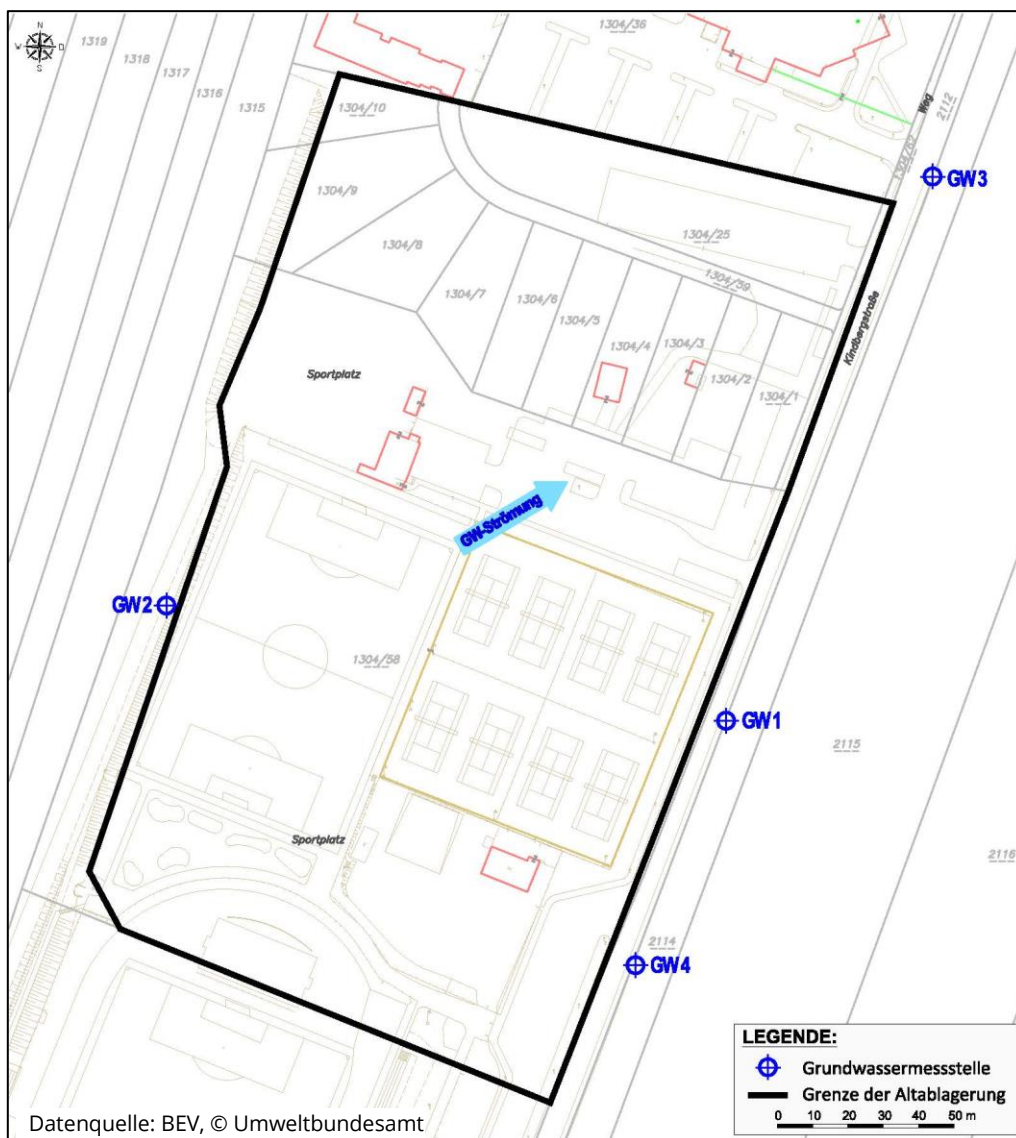 N
W
O
S
1319
1318
1317
1316
1315
1304/36
1304/10
Weg
2112
1304/62
GW3
1304/9
1304/8
1304/25
1304/59
1304/7
1304/6
1304/5
1304/4
1304/3
1304/2
1304/1
Kindbergstraße
Sportplatz
GW-Strömung
GW2
1304/58
GW1
2115
Sportplatz
2116
2114
GW4
LEGENDE:
Grundwassermessstelle
Grenze der Altablagerung
0 10 20 30 40 50 m
Datenquelle: BEV, © Umweltbundesamt